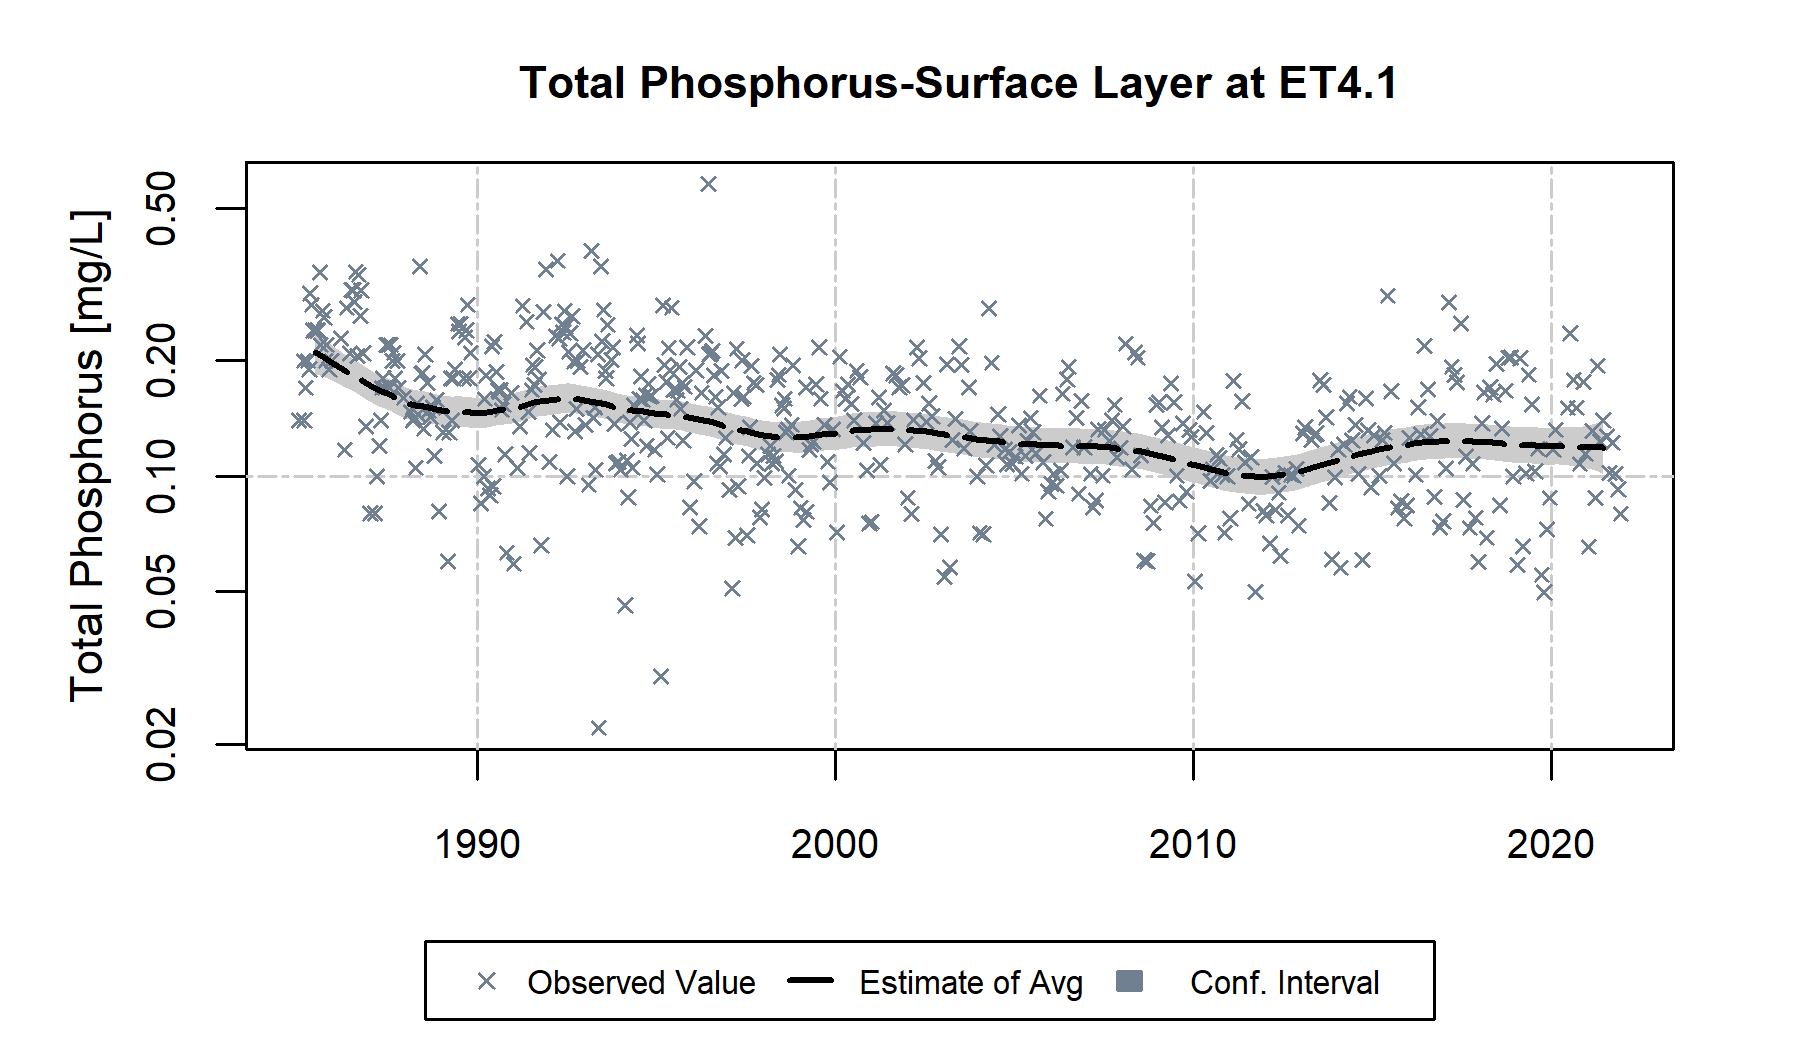 Total Phosphorus-Surface Layer at ET4.1
Total Phosphorus [mg/L]
0.50
0.20
0.10
0.05
0.02
1990 2000 2010 2020
Observed Value Estimate of Avg Conf. Interval